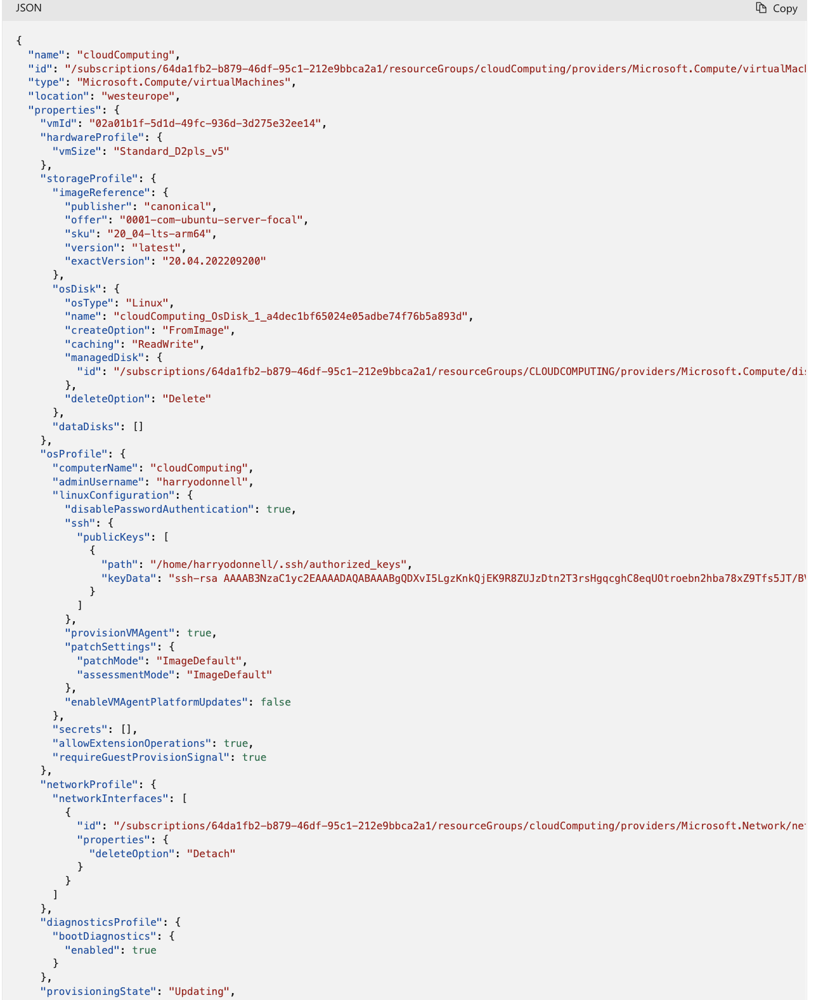 JSON
Copy
{
  "name": "cloudComputing",
  "id": "/subscriptions/64da1fb2-b879-46df-95c1-212e9bbca2a1/resourceGroups/cloudComputing/providers/Microsoft.Compute/virtualMacl
  "type": "Microsoft.Compute/virtualMachines",
  "location": "westeurope",
  "properties": {
    "vmId": "02a01b1f-5d1d-49fc-936d-3d275e32ee14",
    "hardwareProfile": {
      "vmSize": "Standard_D2pls_v5"
    },
    "storageProfile": {
      "imageReference": {
        "publisher": "canonical",
        "offer": "0001-com-ubuntu-server-focal",
        "sku": "20_04-lts-arm64",
        "version": "latest",
        "exactVersion": "20.04.202209200"
      },
      "osDisk": {
        "osType": "Linux",
        "name": "cloudComputing_OsDisk_1_a4dec1bf65024e05adbe74f76b5a893d",
        "createOption": "FromImage",
        "caching": "ReadWrite",
        "managedDisk": {
          "id": "/subscriptions/64da1fb2-b879-46df-95c1-212e9bbca2a1/resourceGroups/CLOUDCOMPUTING/providers/Microsoft.Compute/di
        },
        "deleteOption": "Delete"
      },
      "dataDisks": []
    },
    "osProfile": {
      "computerName": "cloudComputing",
      "adminUsername": "harryodonnell",
      "linuxConfiguration": {
        "disablePasswordAuthentication": true,
        "ssh": {
          "publicKeys": [
            {
              "path": "/home/harryodonnell/.ssh/authorized_keys",
              "keyData": "ssh-rsa AAAAB3NzaC1yc2EAAAADAQABAAABgQDXvI5LgzKnkQjEK9R8ZUJzDtn2T3rsHgqcghC8eqUOtroebn2hba78xZ9Tfs5JT/B
            }
          ]
        },
        "provisionVMAgent": true,
        "patchSettings": {
          "patchMode": "ImageDefault",
          "assessmentMode": "ImageDefault"
        },
        "enableVMAgentPlatformUpdates": false
      },
      "secrets": [],
      "allowExtensionOperations": true,
      "requireGuestProvisionSignal": true
    },
    "networkProfile": {
      "networkInterfaces": [
        {
          "id": "/subscriptions/64da1fb2-b879-46df-95c1-212e9bbca2a1/resourceGroups/cloudComputing/providers/Microsoft.Network/ne
          "properties": {
            "deleteOption": "Detach"
          }
        }
      ]
    },
    "diagnosticsProfile": {
      "bootDiagnostics": {
        "enabled": true
      }
    },
    "provisioningState": "Updating",